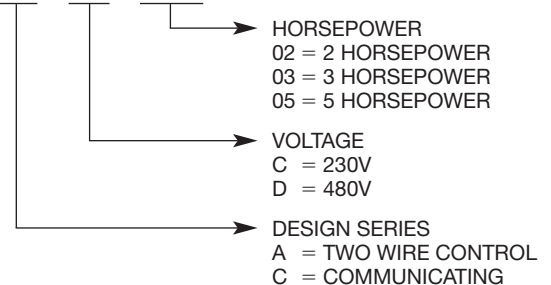 HORSEPOWER
02 = 2 HORSEPOWER
03 = 3 HORSEPOWER
05 = 5 HORSEPOWER
VOLTAGE
C = 230V
D = 480V
DESIGN SERIES
A = TWO WIRE CONTROL
C = COMMUNICATING